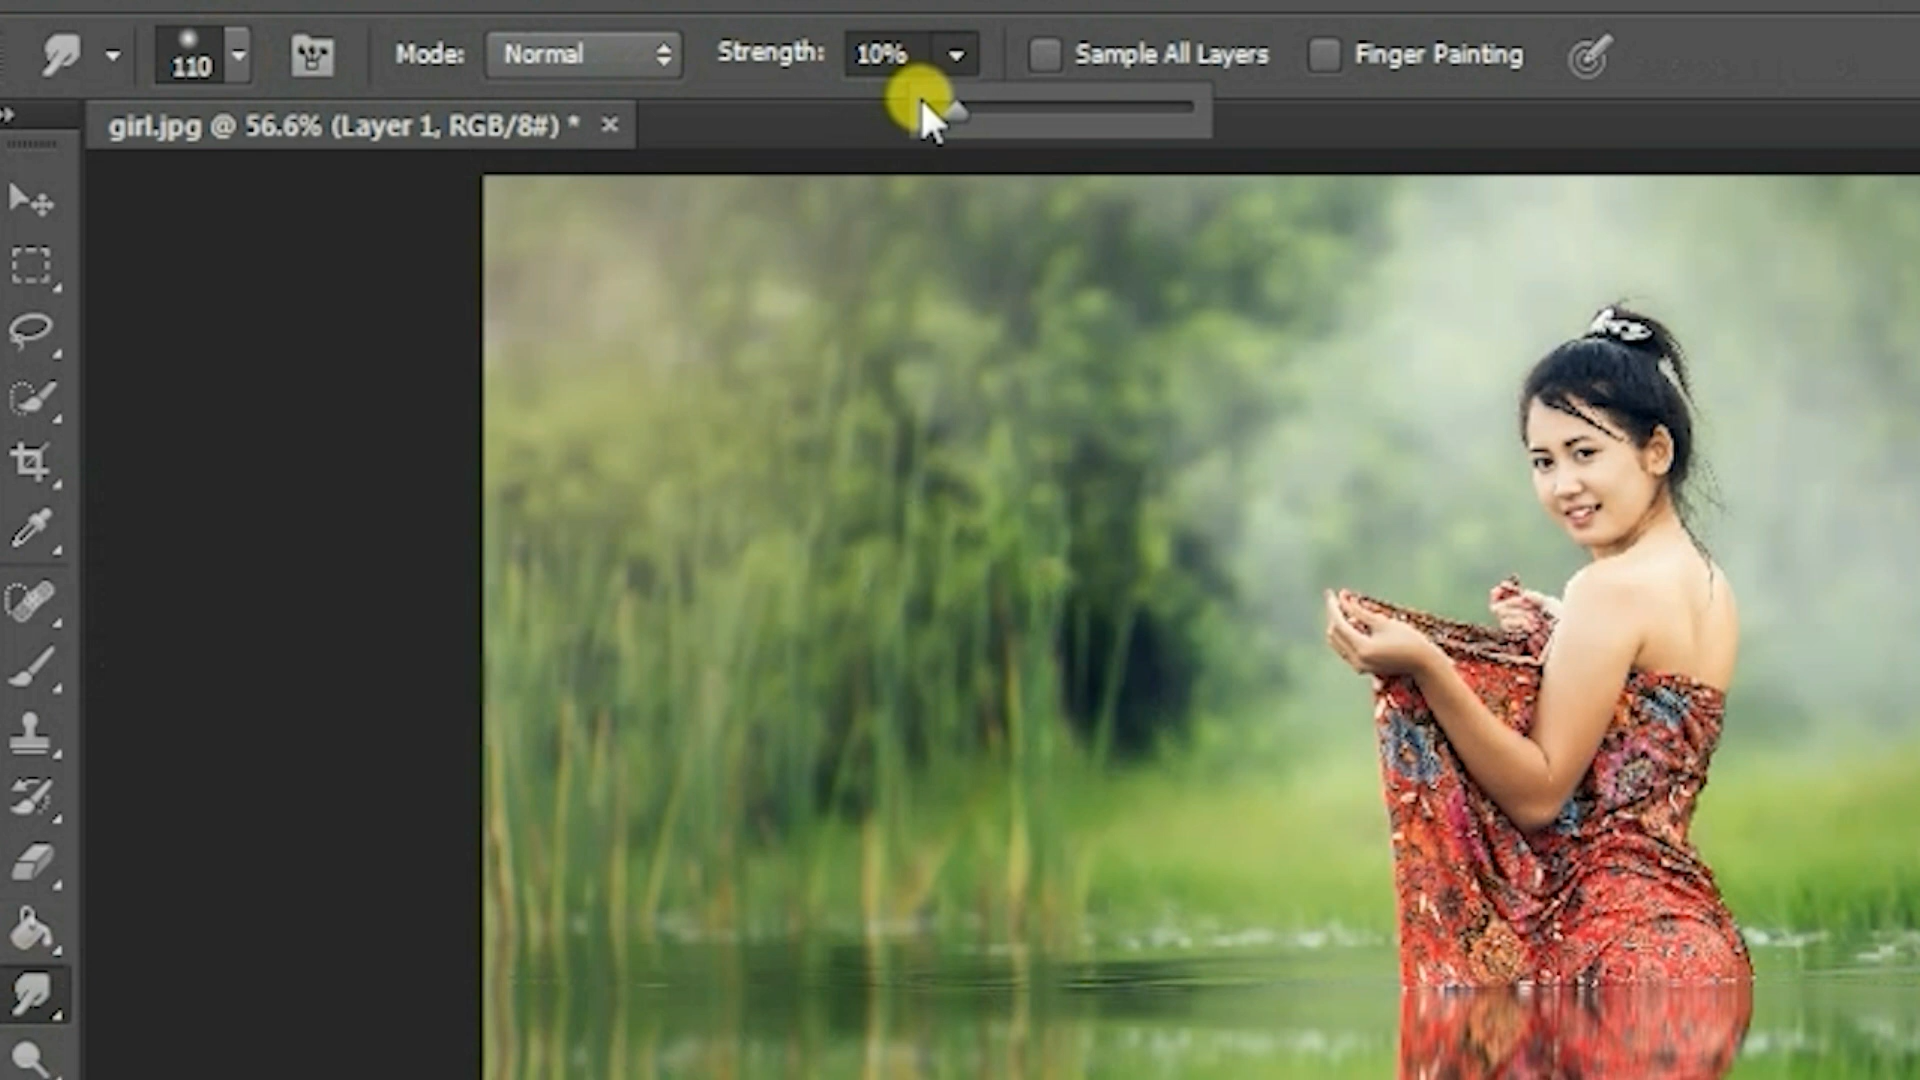 110 Mode: Normal Strength: 10% Sample All Layers Finger Painting
girl.jpg @ 56.6% (Layer 1, RGB/8#) * ×